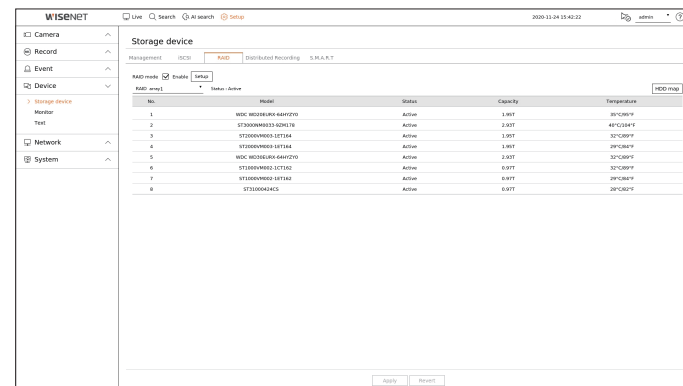 WISENET
Live Search AI search Setup 2020-11-24 15:42:22 admin
Camera
Record
Event
Device
Storage device
Monitor
Text
Network
System
Storage device
Management iSCSI RAID Distributed Recording S.M.A.R.T
RAID mode Enable Setup
RAID array1 Status : Active HDD map
No. Model Status Capacity Temperature
1 WDC WD20EURX-64HYZY0 Active 1.95T 35°C/95°F
2 ST3000NM0033-9ZM178 Active 2.93T 40°C/104°F
3 ST2000VM003-1ET164 Active 1.95T 32°C/89°F
4 ST2000VM003-1ET164 Active 1.95T 29°C/84°F
5 WDC WD30EURX-64HYZY0 Active 2.93T 32°C/89°F
6 ST1000VM002-1CT162 Active 0.97T 32°C/89°F
7 ST1000VM002-1ET162 Active 0.97T 29°C/84°F
8 ST31000424CS Active 0.97T 28°C/82°F
Apply Revert